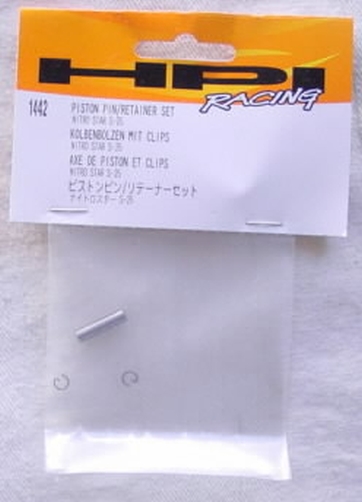 HPI
RACING
1442
PISTON PIN/RETAINER SET
NITRO STAR S-25
KOLBENBOLZEN MIT CLIPS
NITRO STAR S-25
AXE DE PISTON ET CLIPS
NITRO STAR S-25
ピストンピン/リテーナーセット
ナイトロスター S-25